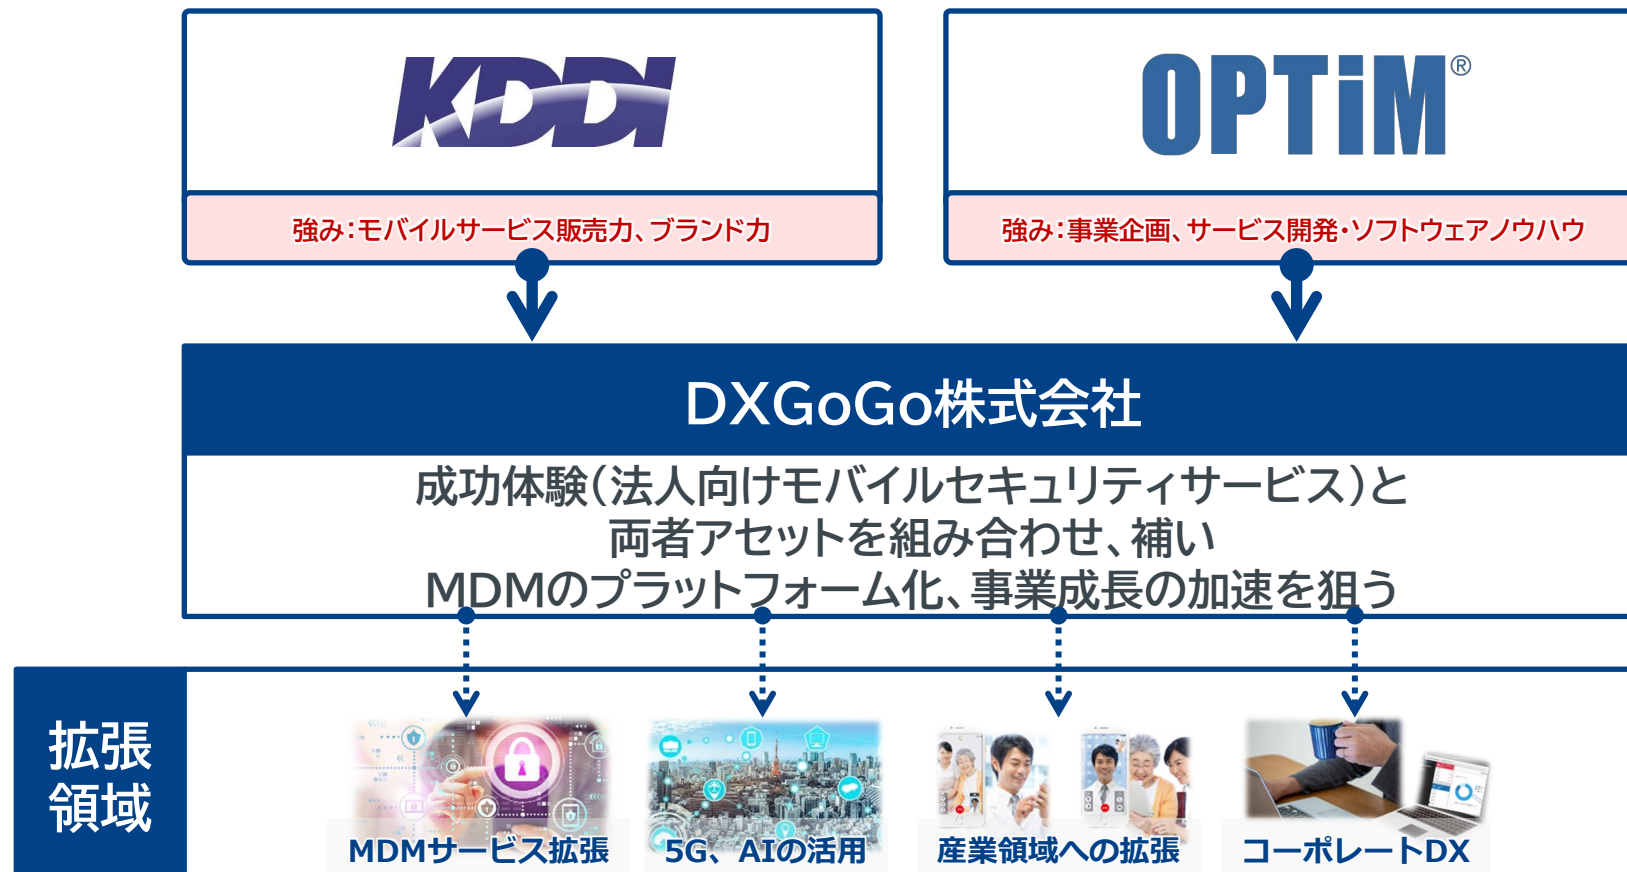 KDDI
OPTiM®
強み：モバイルサービス販売力、ブランド力
強み：事業企画、サービス開発・ソフトウェアノウハウ
DXGoGo株式会社
成功体験（法人向けモバイルセキュリティサービス）と
両者アセットを組み合わせ、補い
MDMのプラットフォーム化、事業成長の加速を狙う
拡張
領域
MDMサービス拡張
5G、AIの活用
産業領域への拡張
コーポレートDX